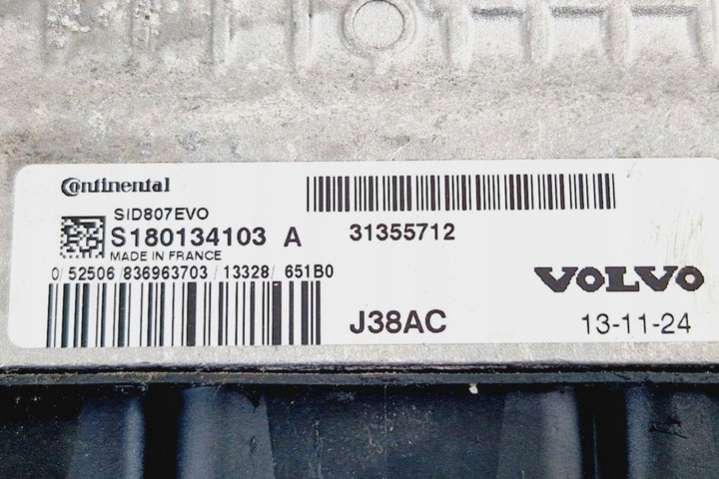 Continental
SID807EVO
S180134103 A
MADE IN FRANCE
0/52506/836963703/13328/651B0
31355712
VOLVO
J38AC
13-11-24